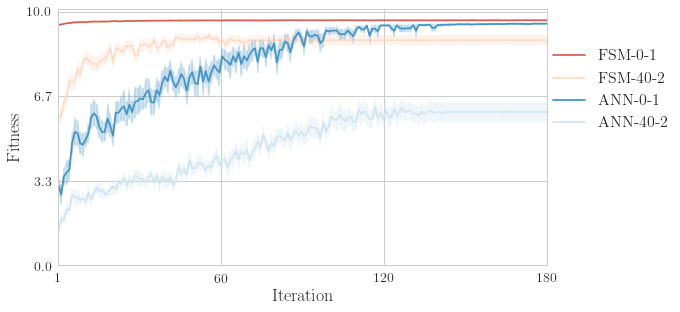 10.0
6.7
3.3
0.0
Fitness
1
60
120
180
Iteration
FSM-0-1
FSM-40-2
ANN-0-1
ANN-40-2